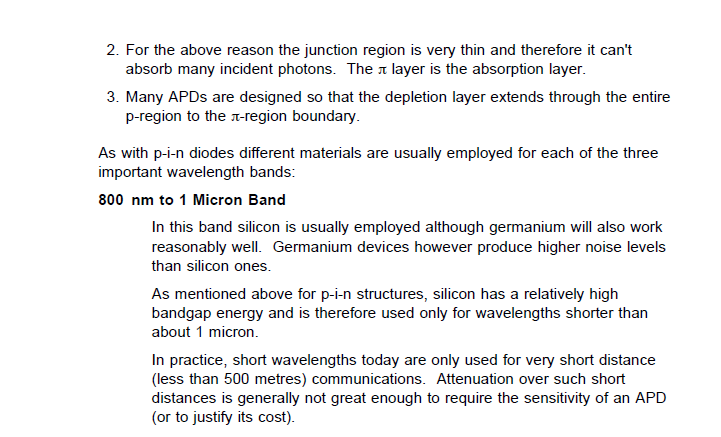 2. For the above reason the junction region is very thin and therefore it can't
absorb many incident photons. The π layer is the absorption layer.
3. Many APDs are designed so that the depletion layer extends through the entire
p-region to the π-region boundary.
As with p-i-n diodes different materials are usually employed for each of the three
important wavelength bands:
800 nm to 1 Micron Band
In this band silicon is usually employed although germanium will also work
reasonably well. Germanium devices however produce higher noise levels
than silicon ones.
As mentioned above for p-i-n structures, silicon has a relatively high
bandgap energy and is therefore used only for wavelengths shorter than
about 1 micron.
In practice, short wavelengths today are only used for very short distance
(less than 500 metres) communications. Attenuation over such short
distances is generally not great enough to require the sensitivity of an APD
(or to justify its cost).